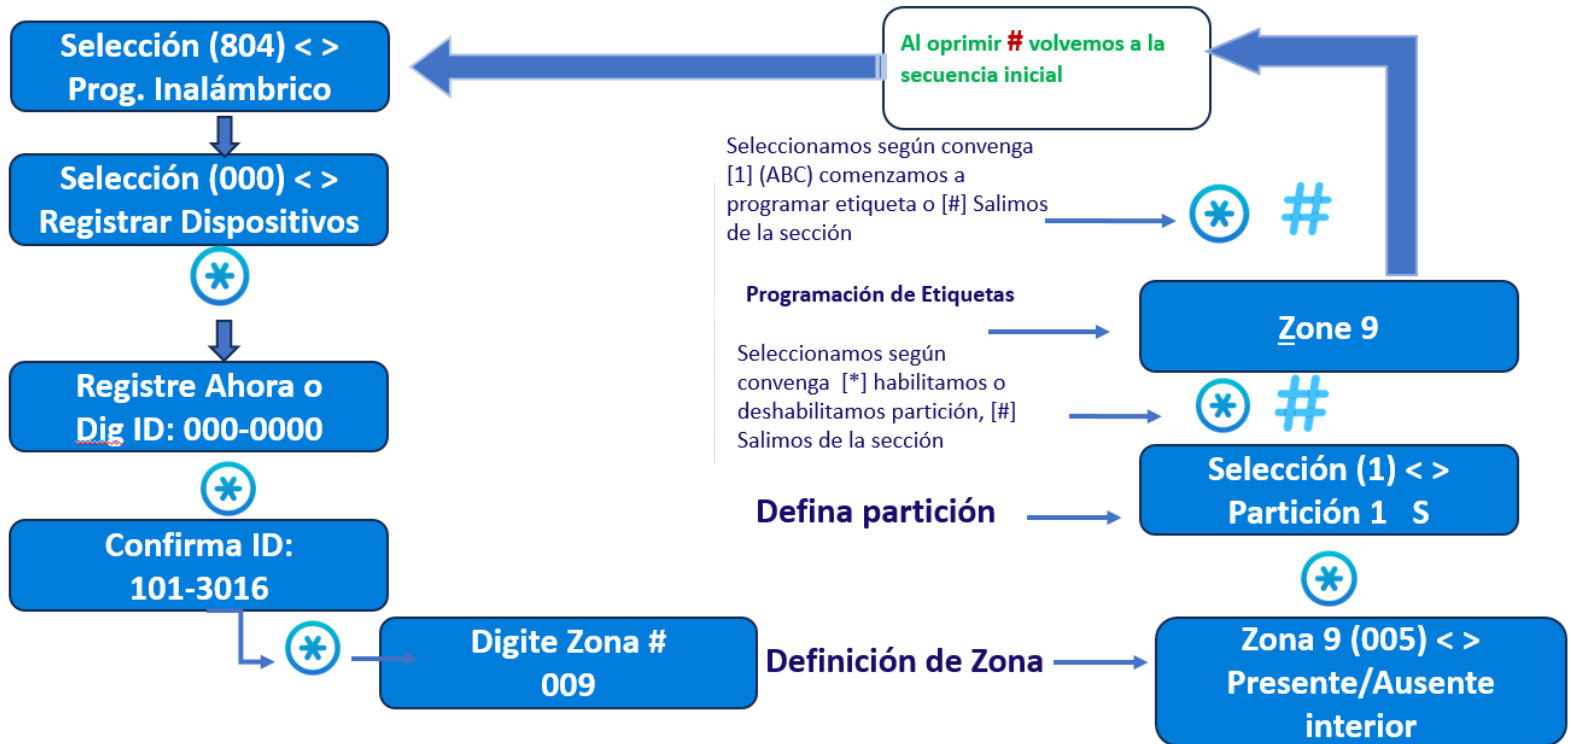 Selección (804) < >
Prog. Inalámbrico
Selección (000) < >
Registrar Dispositivos
Registre Ahora o
Dig ID: 000-0000
Confirma ID:
101-3016
Digite Zona #
009
Definición de Zona
Zona 9 (005) < >
Presente/Ausente
interior
Defina partición
Selección (1) < >
Partición 1 S
Seleccionamos según
convenga [*] habilitamos o
deshabilitamos partición, [#]
Salimos de la sección
#
Programación de Etiquetas
Zone 9
Seleccionamos según convenga
[1] (ABC) comenzamos a
programar etiqueta o [#] Salimos
de la sección
#
Al oprimir # volvemos a la
secuencia inicial